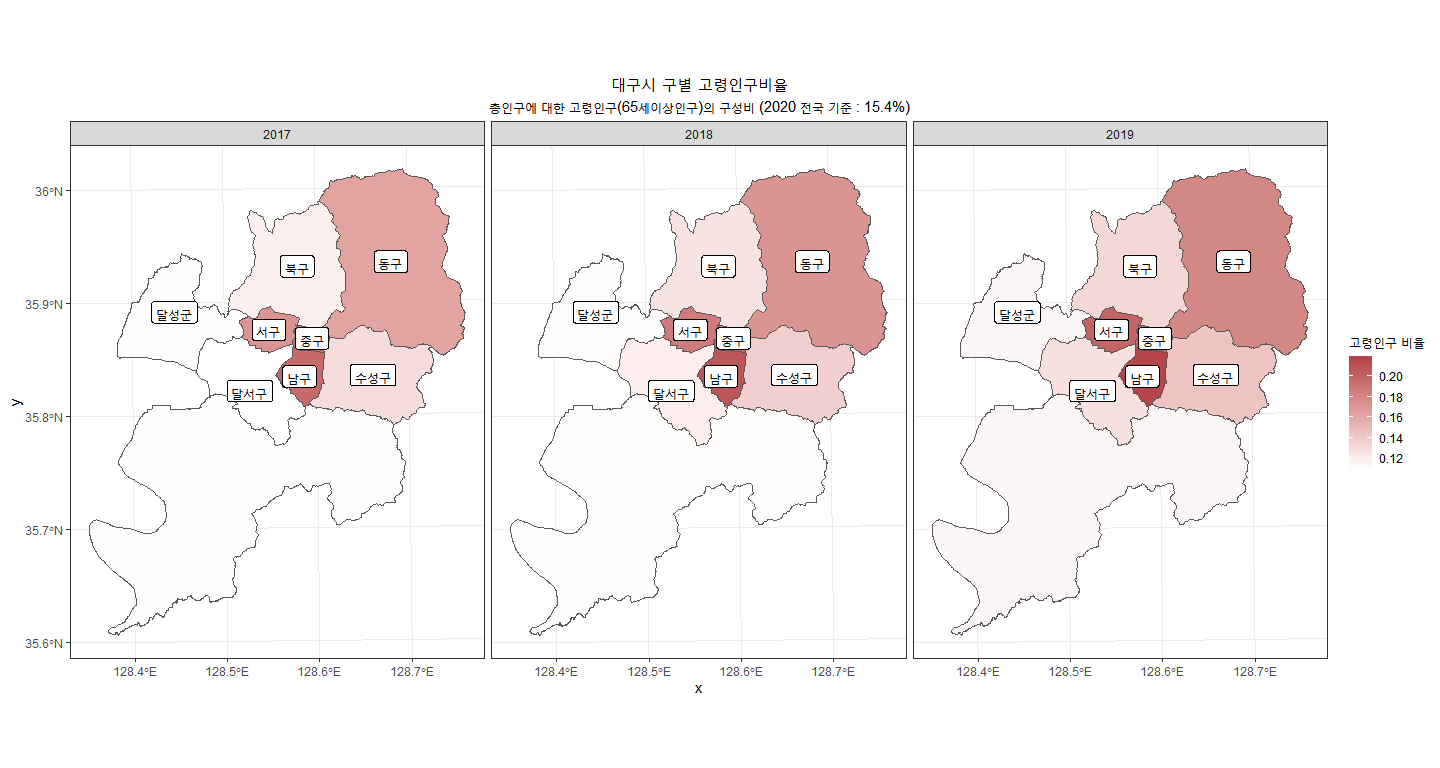 대구시 구별 고령인구비율
총인구에 대한 고령인구(65세이상인구)의 구성비 (2020 전국 기준 : 15.4%)
2017
2018
2019
36°N
35.9°N
35.8°N
35.7°N
35.6°N
y
북구
동구
달성군
서구
중구
남구
수성구
달서구
북구
동구
달성군
서구
중구
남구
수성구
달서구
북구
동구
달성군
서구
중구
남구
수성구
달서구
128.4°E
128.5°E
128.6°E
128.7°E
128.4°E
128.5°E
128.6°E
128.7°E
128.4°E
128.5°E
128.6°E
128.7°E
x
고령인구 비율
0.20
0.18
0.16
0.14
0.12